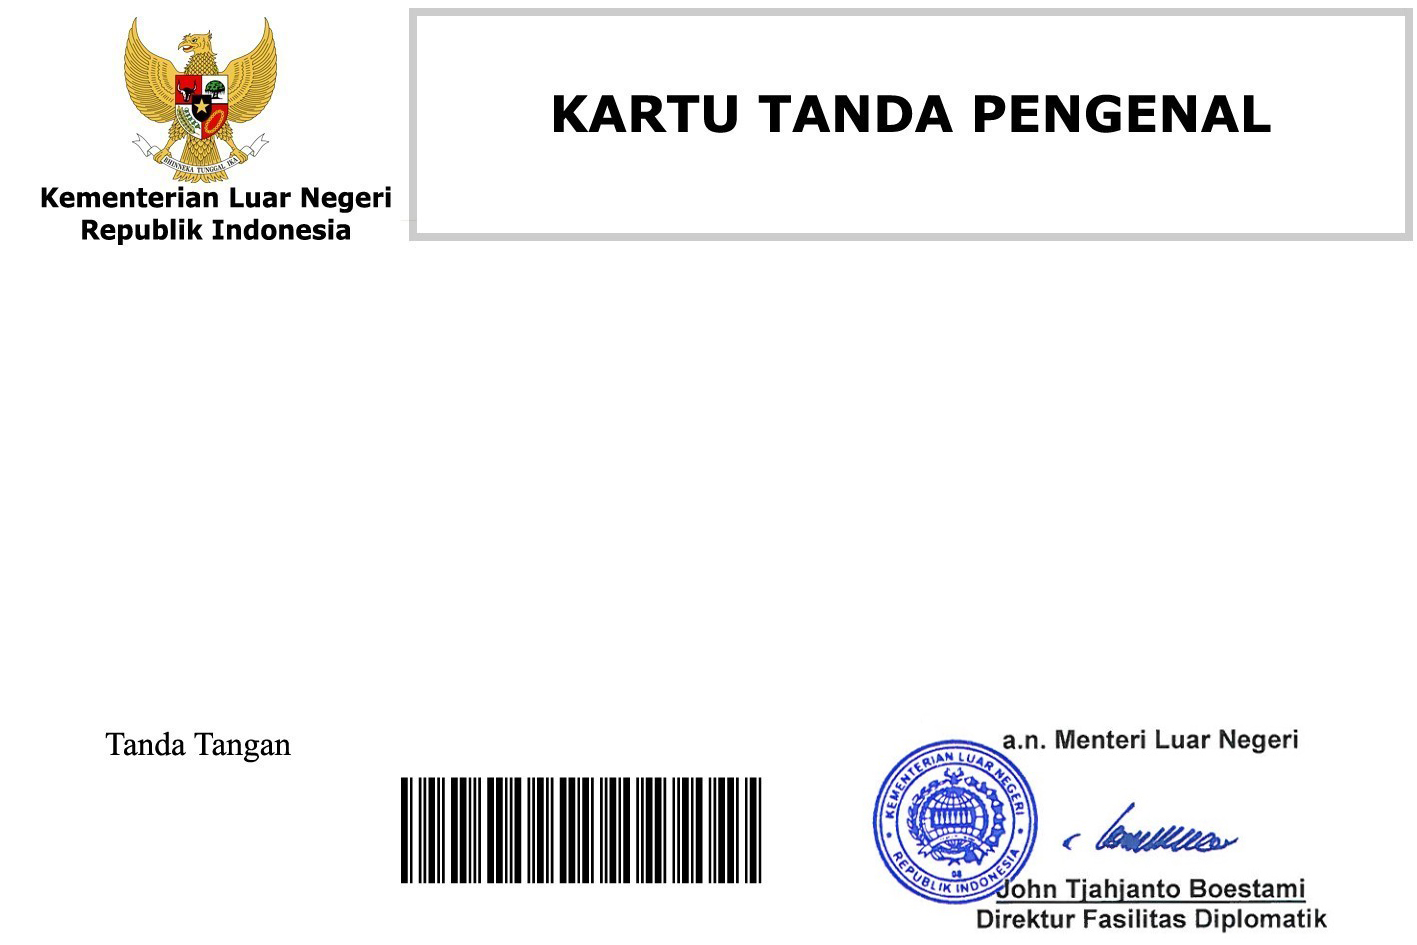 BHINNEKA TUNGGAL IKA
Kementerian Luar Negeri
Republik Indonesia
KARTU TANDA PENGENAL
Tanda Tangan
a.n. Menteri Luar Negeri
KEMENTERIAN LUAR NEGERI
REPUBLIK INDONESIA
08
John Tjahjanto Boestami
Direktur Fasilitas Diplomatik